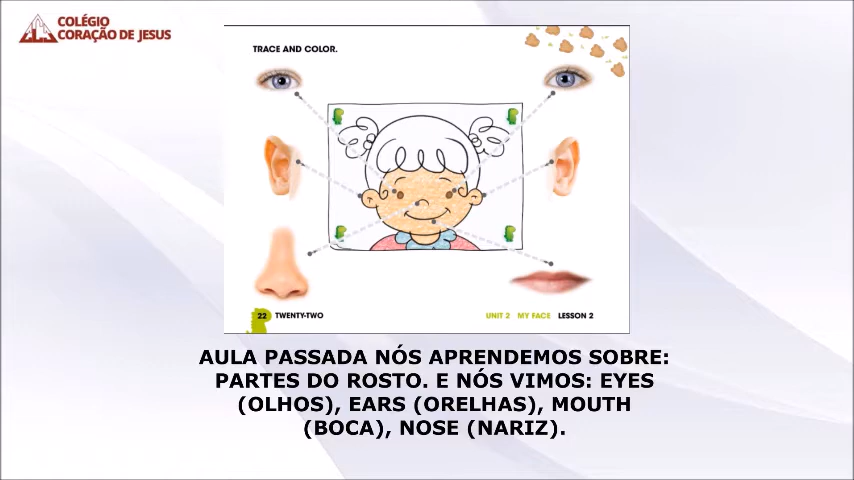 COLÉGIO
CORAÇÃO DE JESUS
TRACE AND COLOR.
22 TWENTY-TWO
UNIT 2 MY FACE LESSON 2
AULA PASSADA NÓS APRENDEMOS SOBRE:
PARTES DO ROSTO. E NÓS VIMOS: EYES
(OLHOS), EARS (ORELHAS), MOUTH
(BOCA), NOSE (NARIZ).